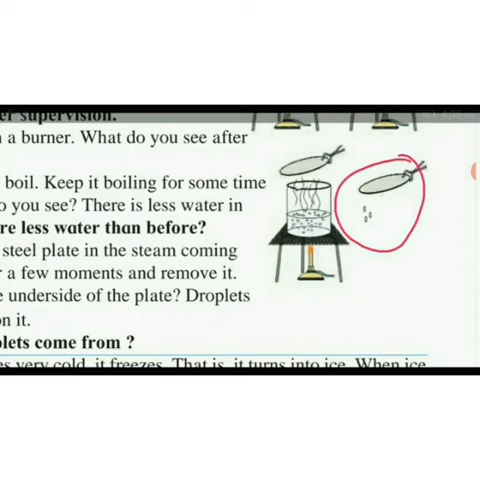 er supervision.
a burner. What do you see after
boil. Keep it boiling for some time
o you see? There is less water in
re less water than before?
steel plate in the steam coming
a few moments and remove it.
underside of the plate? Droplets
on it.
lets come from ?
es very cold, it freezes. That is, it turns into ice. When ice